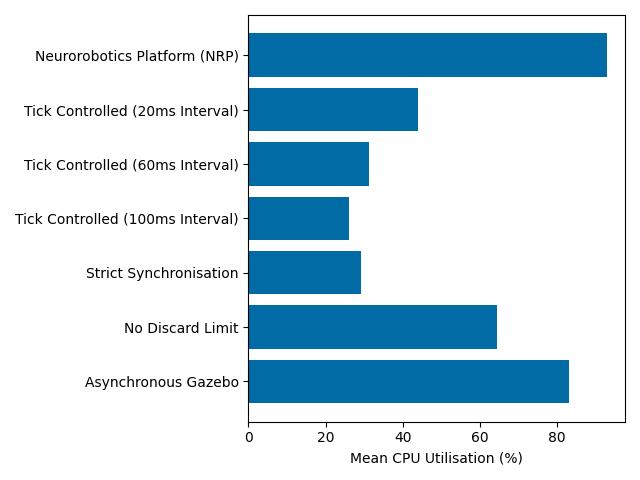 Neurorobotics Platform (NRP)
Tick Controlled (20ms Interval)
Tick Controlled (60ms Interval)
Tick Controlled (100ms Interval)
Strict Synchronisation
No Discard Limit
Asynchronous Gazebo
0 20 40 60 80
Mean CPU Utilisation (%)